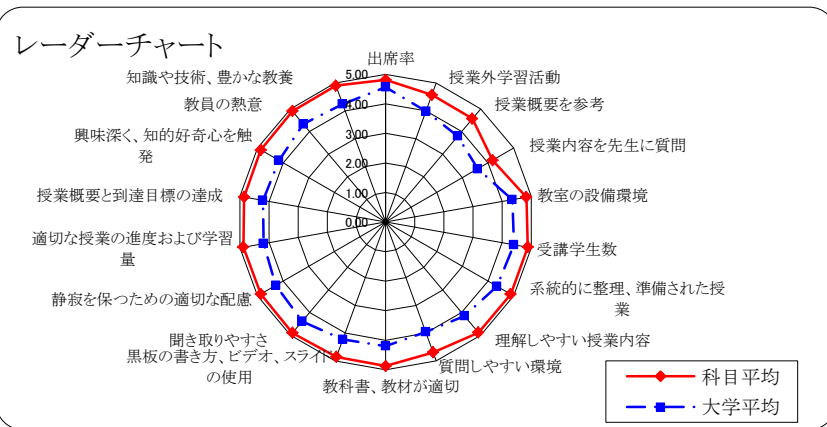 レーダーチャート
出席率
授業外学習活動
授業概要を参考
授業内容を先生に質問
教室の設備環境
受講学生数
系統的に整理、準備された授
業
理解しやすい授業内容
質問しやすい環境
教科書、教材が適切
黒板の書き方、ビデオ、スライド
の使用
聞き取りやすさ
静寂を保つための適切な配慮
適切な授業の進度および学習
量
授業概要と到達目標の達成
興味深く、知的好奇心を触
発
教員の熱意
知識や技術、豊かな教養
5.00
4.00
3.00
2.00
1.00
0.00
科目平均
大学平均